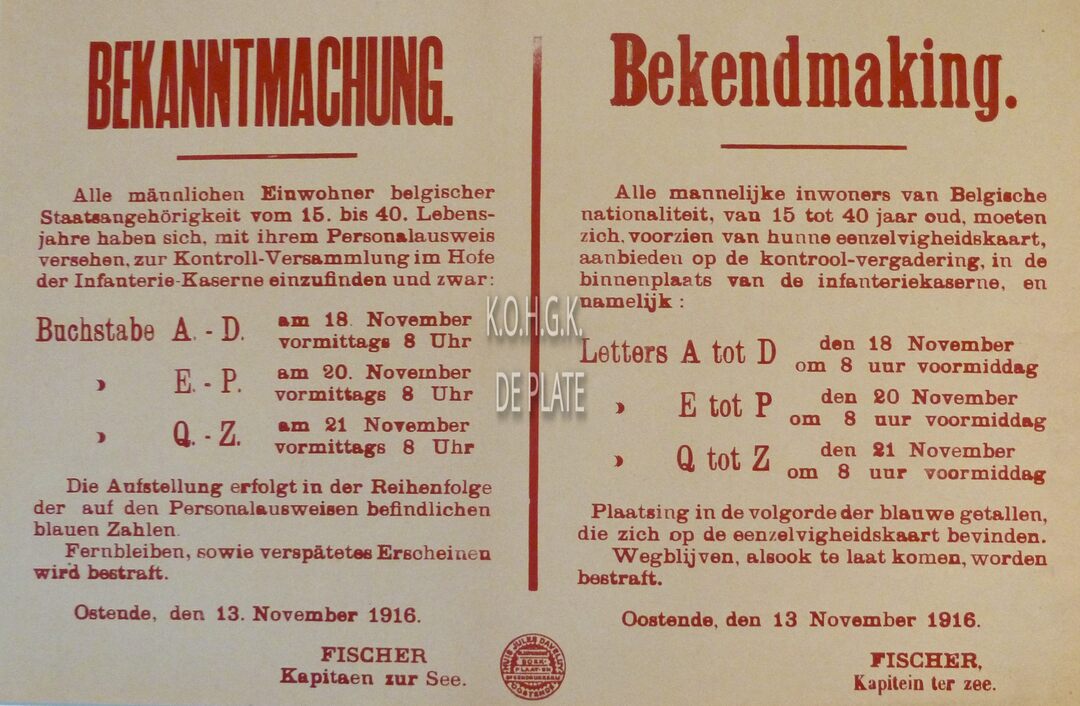 BEKANNTMACHUNG.
Alle männlichen Einwohner belgischer
Staatsangehörigkeit vom 15. bis 40. Lebens-
jahre haben sich, mit ihrem Personalausweis
versehen, zur Kontroll-Versammlung im Hofe
der Infanterie-Kaserne einzufinden und zwar:
Buchstabe A. - D. am 18. November
vormittags 8 Uhr
» E. - P. am 20. November
vormittags 8 Uhr
» Q. - Z. am 21 November
vormittags 8 Uhr
Die Aufstellung erfolgt in der Reihenfolge
der auf den Personalausweisen befindlichen
blauen Zahlen.
Fernbleiben, sowie verspätetes Erscheinen
wird bestraft.
Ostende, den 13. November 1916.
FISCHER
Kapitaen zur See.
Bekendmaking.
Alle mannelijke inwoners van Belgische
nationaliteit, van 15 tot 40 jaar oud, moeten
zich, voorzien van hunne eenzelvigheidskaart,
aanbieden op de kontrool-vergadering, in de
binnenplaats van de infanteriekaserne, en
namelijk :
Letters A tot D den 18 November
om 8 uur voormiddag
» E tot P den 20 November
om 8 uur voormiddag
» Q tot Z den 21 November
om 8 uur voormiddag
Plaatsing in de volgorde der blauwe getallen,
die zich op de eenzelvigheidskaart bevinden.
Wegblijven, alsook te laat komen, worden
bestraft.
Oostende, den 13 November 1916.
FISCHER,
Kapitein ter zee.
K.O.H.G.K.
DE PLATE
HUIS JULES DAVELUY
BOEK-
PLAAT- EN
STEENDRUKKERIJ
OOSTENDE